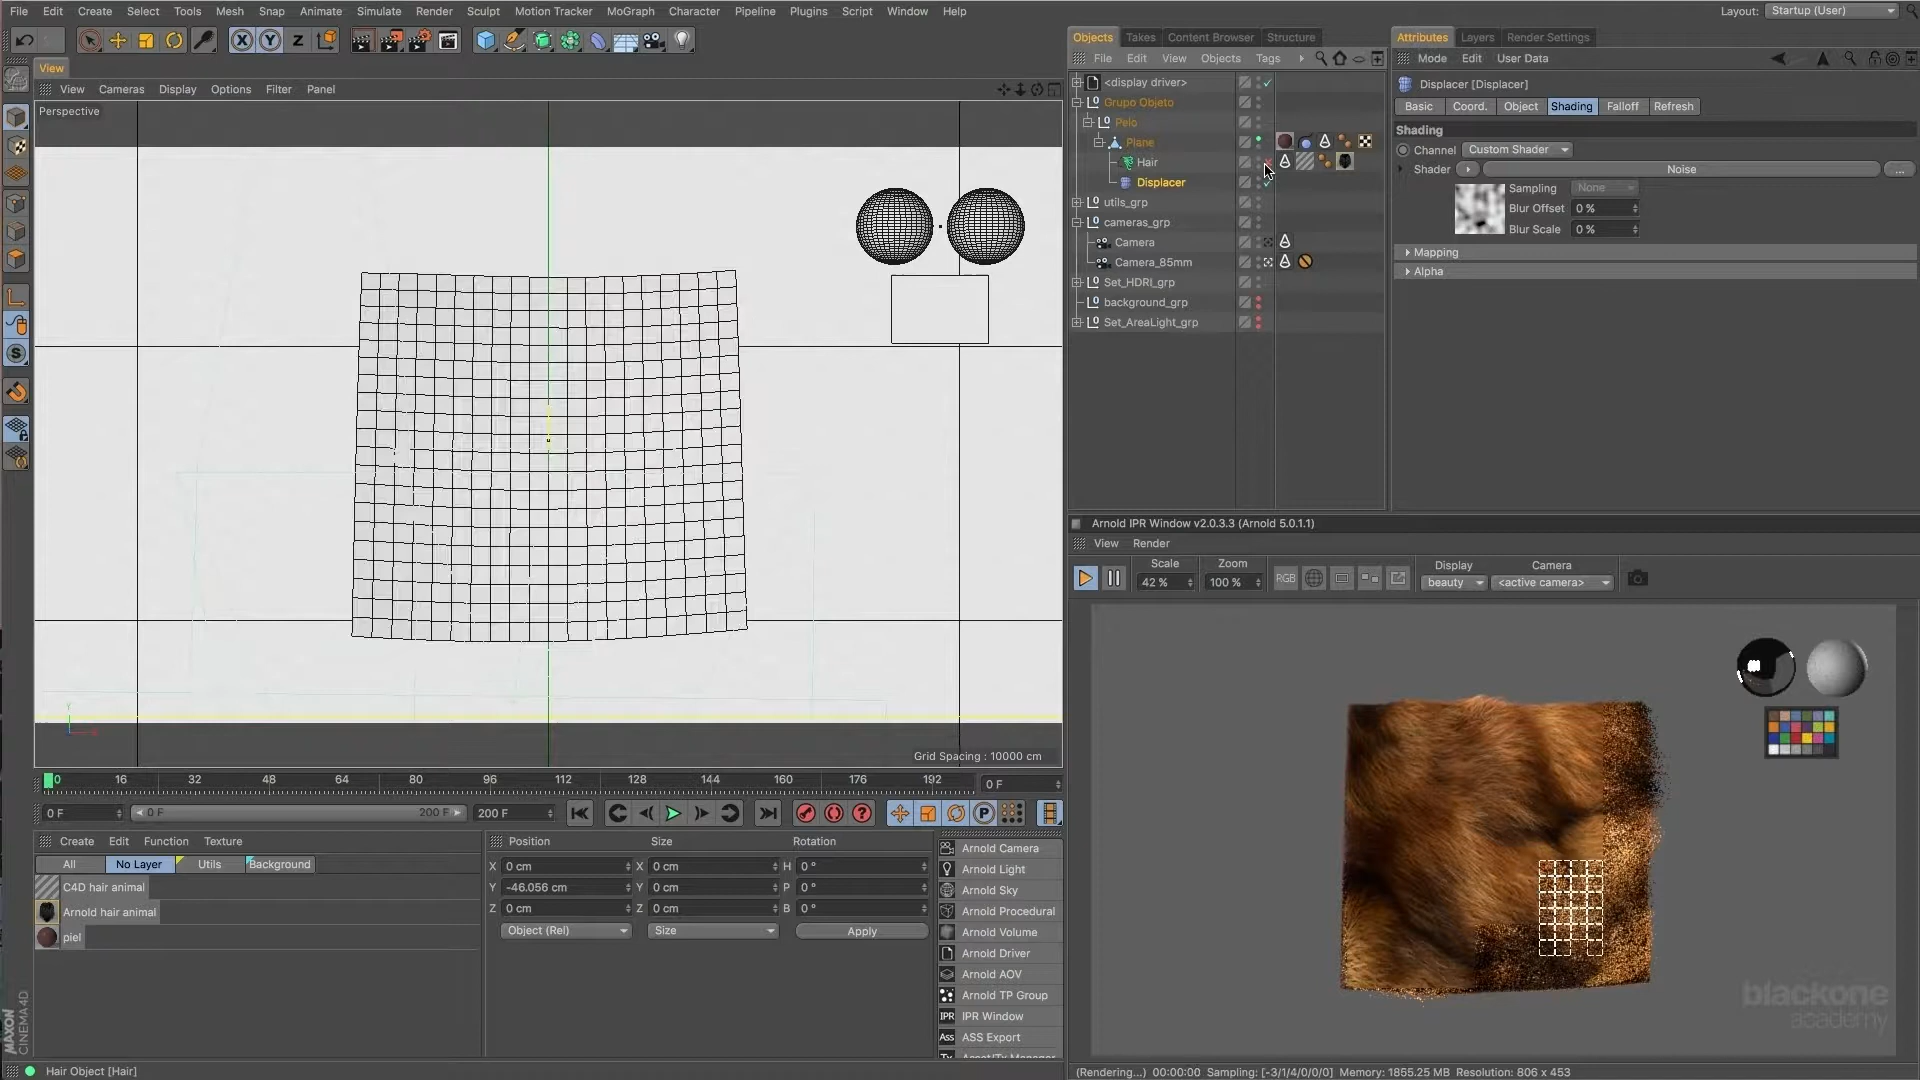 File Edit Create Select Tools Mesh Snap Animate Simulate Render Sculpt Motion Tracker MoGraph Character Pipeline Plugins Script Window Help
Layout: Startup (User)
View
View Cameras Display Options Filter Panel
Perspective
Grid Spacing : 10000 cm
0 16 32 48 64 80 96 112 128 144 160 176 192
0 F
0 F
0 F
200 F
200 F
Create Edit Function Texture
All No Layer Utils Background
C4D hair animal
Arnold hair animal
piel
Position Size Rotation
X 0 cm X 0 cm H 0 °
Y -46.056 cm Y 0 cm P 0 °
Z 0 cm Z 0 cm B 0 °
Object (Rel) Size Apply
Arnold Camera
Arnold Light
Arnold Sky
Arnold Procedural
Arnold Volume
Arnold Driver
Arnold AOV
Arnold TP Group
IPR IPR Window
Ass ASS Export
MAXON
CINEMA4D
Hair Object [Hair]
Objects Takes Content Browser Structure
File Edit View Objects Tags
<display driver>
Grupo Objeto
Pelo
Plane
Hair
Displacer
utils_grp
cameras_grp
Camera
Camera_85mm
Set_HDRI_grp
background_grp
Set_AreaLight_grp
Attributes Layers Render Settings
Mode Edit User Data
Displacer [Displacer]
Basic Coord. Object Shading Falloff Refresh
Shading
Channel Custom Shader
Shader Noise ...
Sampling None
Blur Offset 0 %
Blur Scale 0 %
Mapping
Alpha
Arnold IPR Window v2.0.3.3 (Arnold 5.0.1.1)
View Render
Scale Zoom Display Camera
42 % 100 % RGB beauty <active camera>
blackone
academy
(Rendering...) 00:00:00 Sampling: [-3/1/4/0/0/0] Memory: 1855.25 MB Resolution: 806 x 453